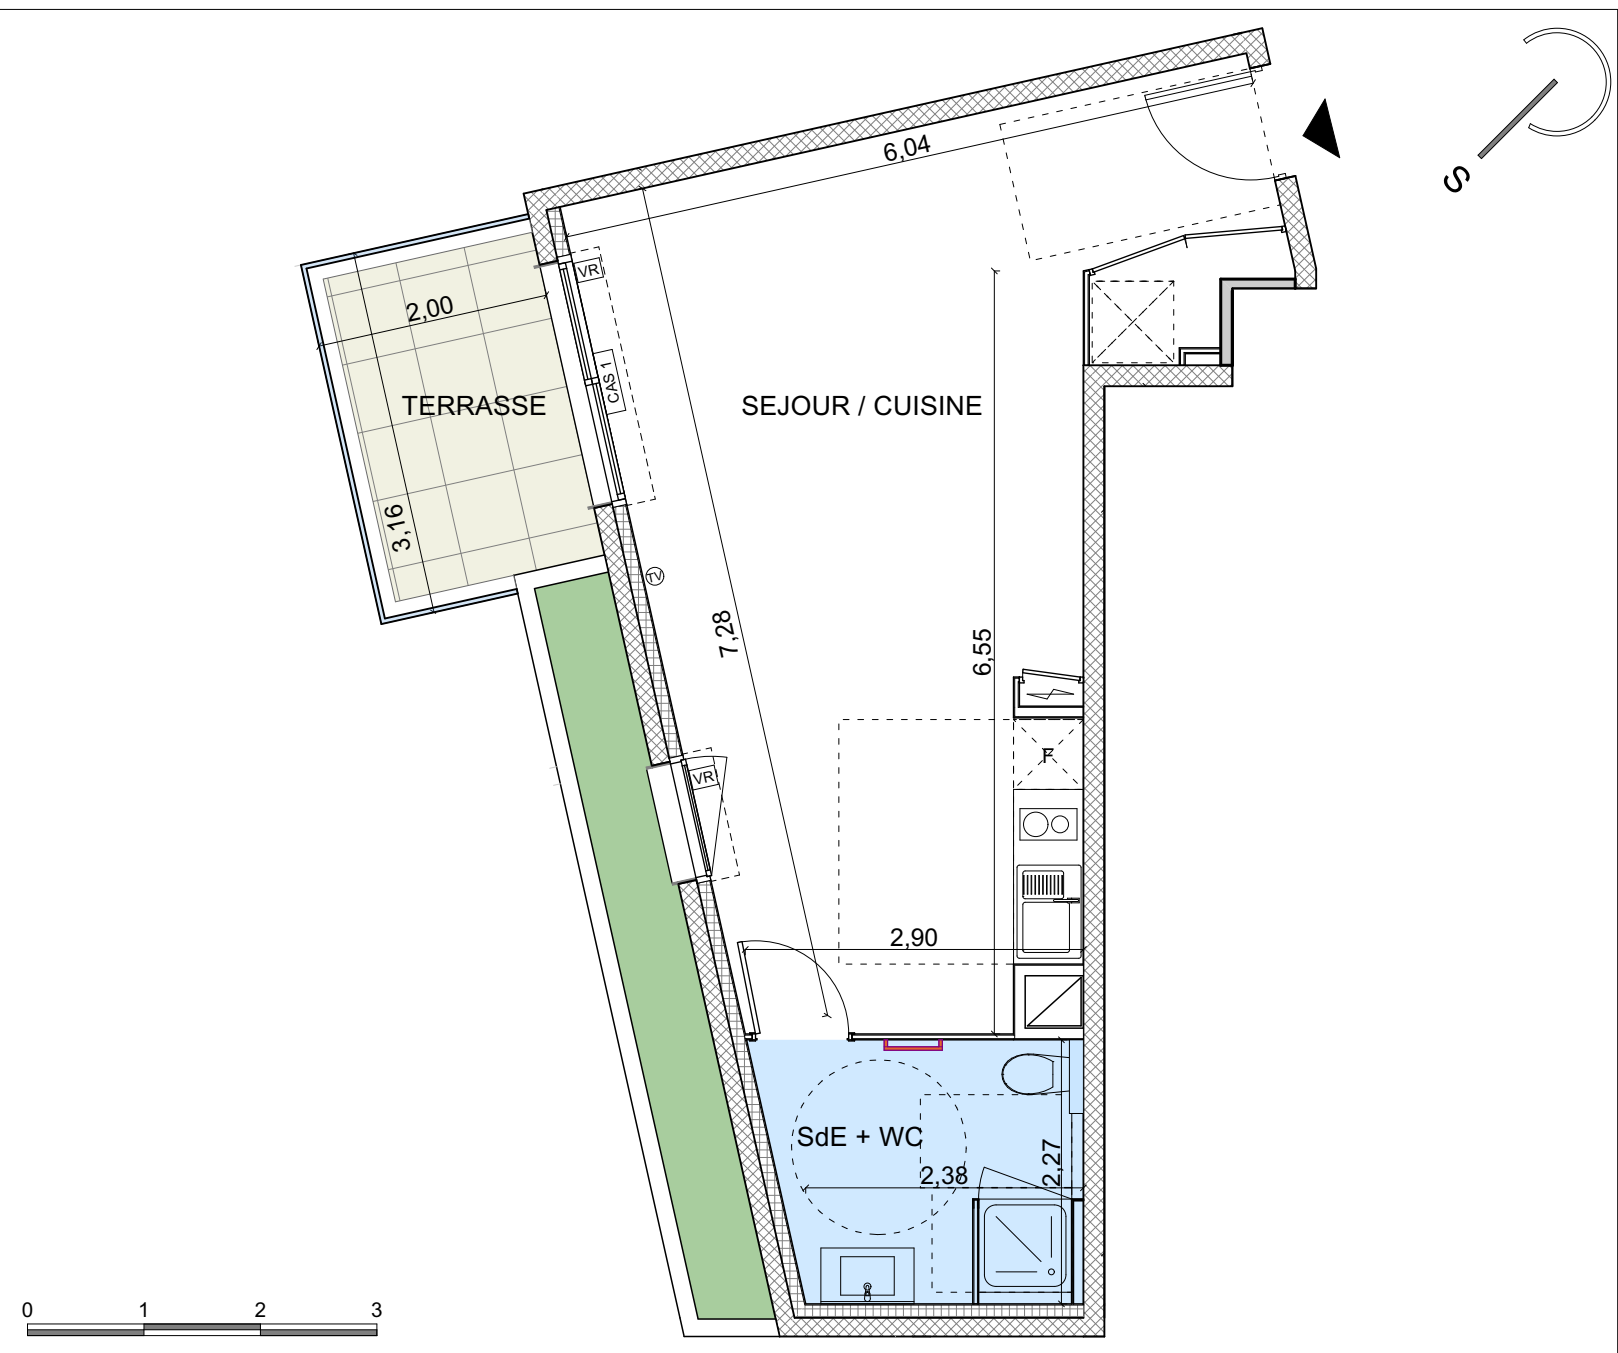 S
6,04
VR
2,00
CAS 1
TERRASSE
SEJOUR / CUISINE
3,16
TV
7,28
6,55
VR
F
2,90
SdE + WC
2,38
2,27
0 1 2 3